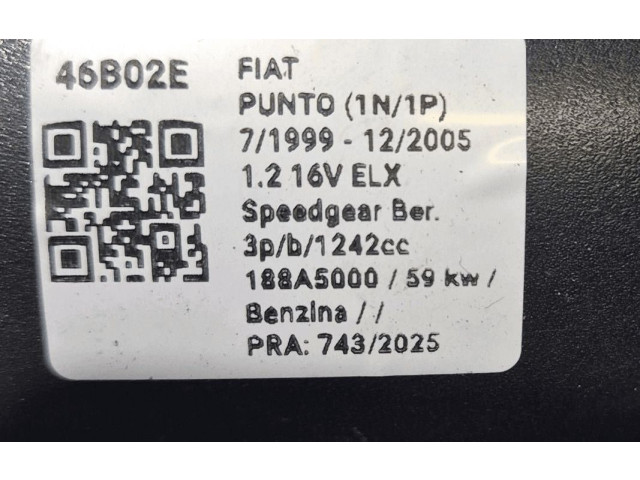 46B02E
FIAT
PUNTO (1N/1P)
7/1999 - 12/2005
1.2 16V ELX
Speedgear Ber.
3p/b/1242cc
188A5000 / 59 kw /
Benzina / /
PRA: 743/2025